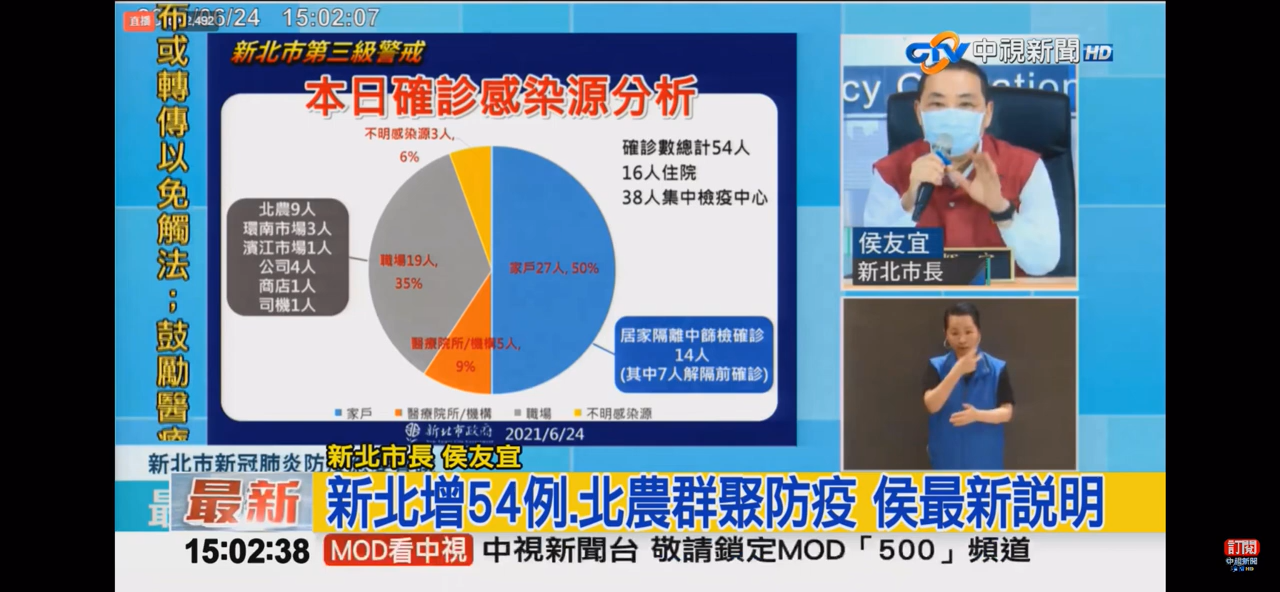 直播
/06/24 15:02:07
布或轉傳以免觸法；鼓勵醫療
新北市第三級警戒
本日確診感染源分析
不明感染源3人,
6%
確診數總計54人
16人住院
38人集中檢疫中心
北農9人
環南市場3人
濱江市場1人
公司4人
商店1人
司機1人
職場19人,
35%
家戶27人, 50%
醫療院所/機構5人,
9%
居家隔離中篩檢確診
14人
(其中7人解隔前確診)
家戶 醫療院所/機構 職場 不明感染源
新北市政府 2021/6/24
CTV中視新聞HD
cy O
侯友宜
新北市長
新北市新冠肺炎防
新北市長 侯友宜
最新
新北增54例.北農群聚防疫 侯最新說明
15:02:38 MOD看中視 中視新聞台 敬請鎖定MOD「500」頻道
訂閱
中視新聞
HD